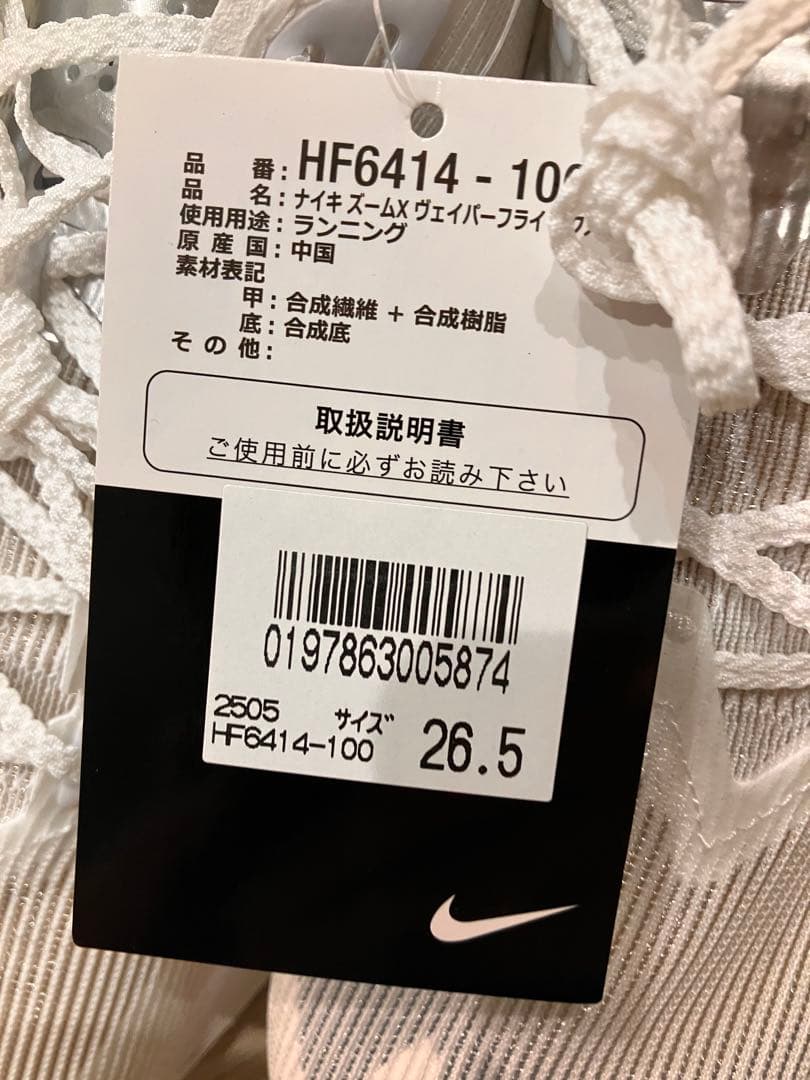 品 番 : HF6414 - 100
品 名 : ナイキ ズームX ヴェイパーフライ
使用用途 : ランニング
原 産 国 : 中国
素材表記
甲 : 合成繊維 + 合成樹脂
底 : 合成底
そ の 他 :
取扱説明書
ご使用前に必ずお読み下さい
0197863005874
2505 サイズ 26.5
HF6414-100